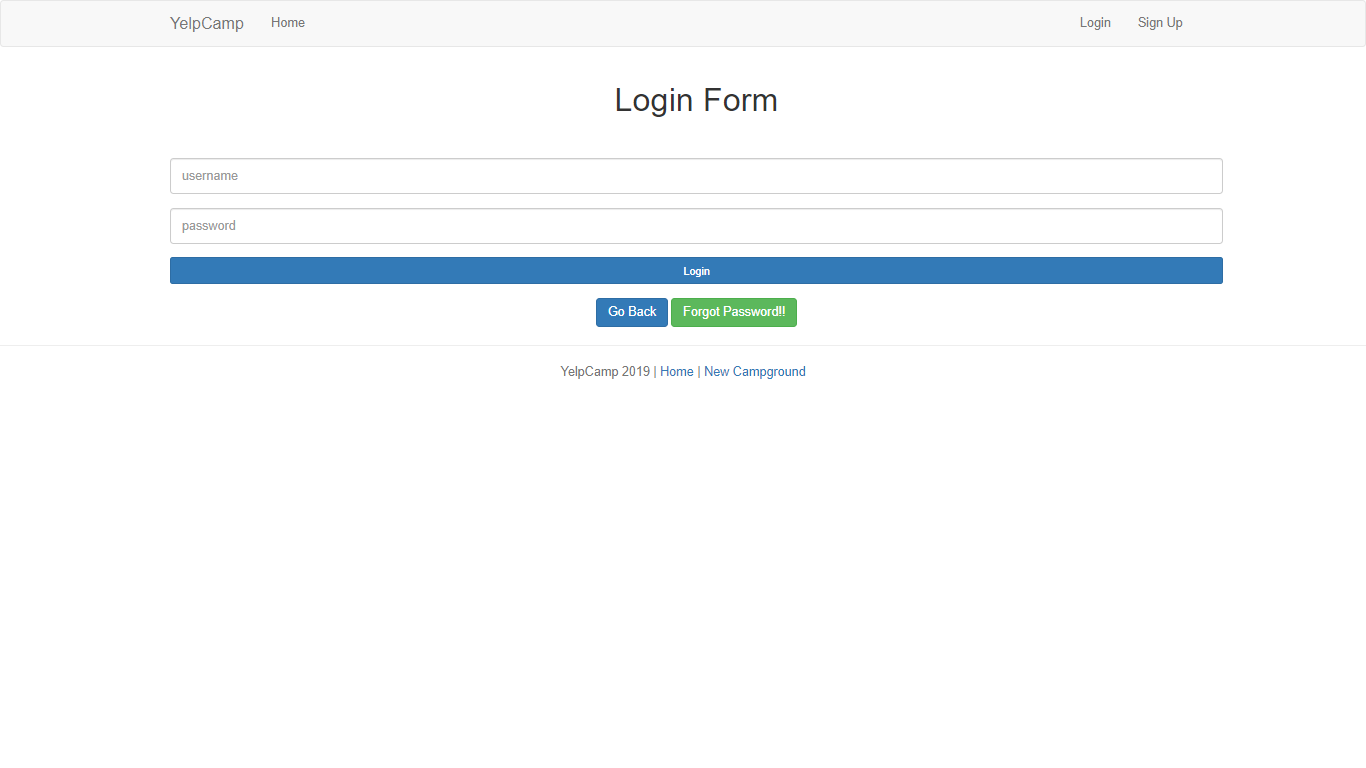 YelpCamp Home Login Sign Up
Login Form
username
password
Login
Go Back Forgot Password!!
YelpCamp 2019 | Home | New Campground